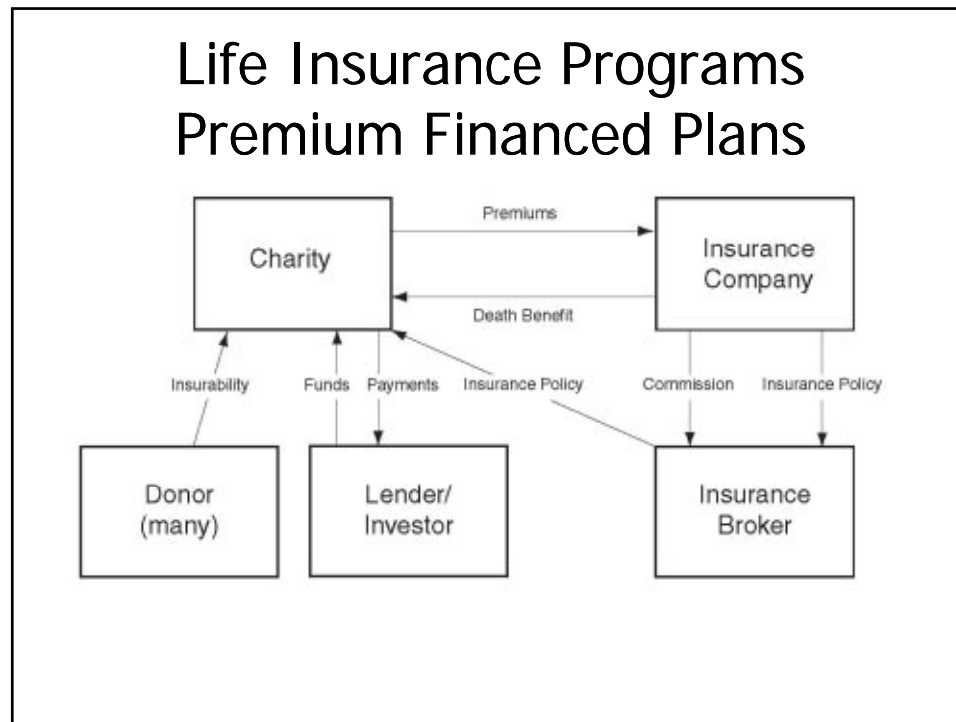 Life Insurance Programs
Premium Financed Plans
Premiums
Charity
Insurance
Company
Death Benefit
Insurability
Funds
Payments
Insurance Policy
Commission
Insurance Policy
Donor
(many)
Lender/
Investor
Insurance
Broker